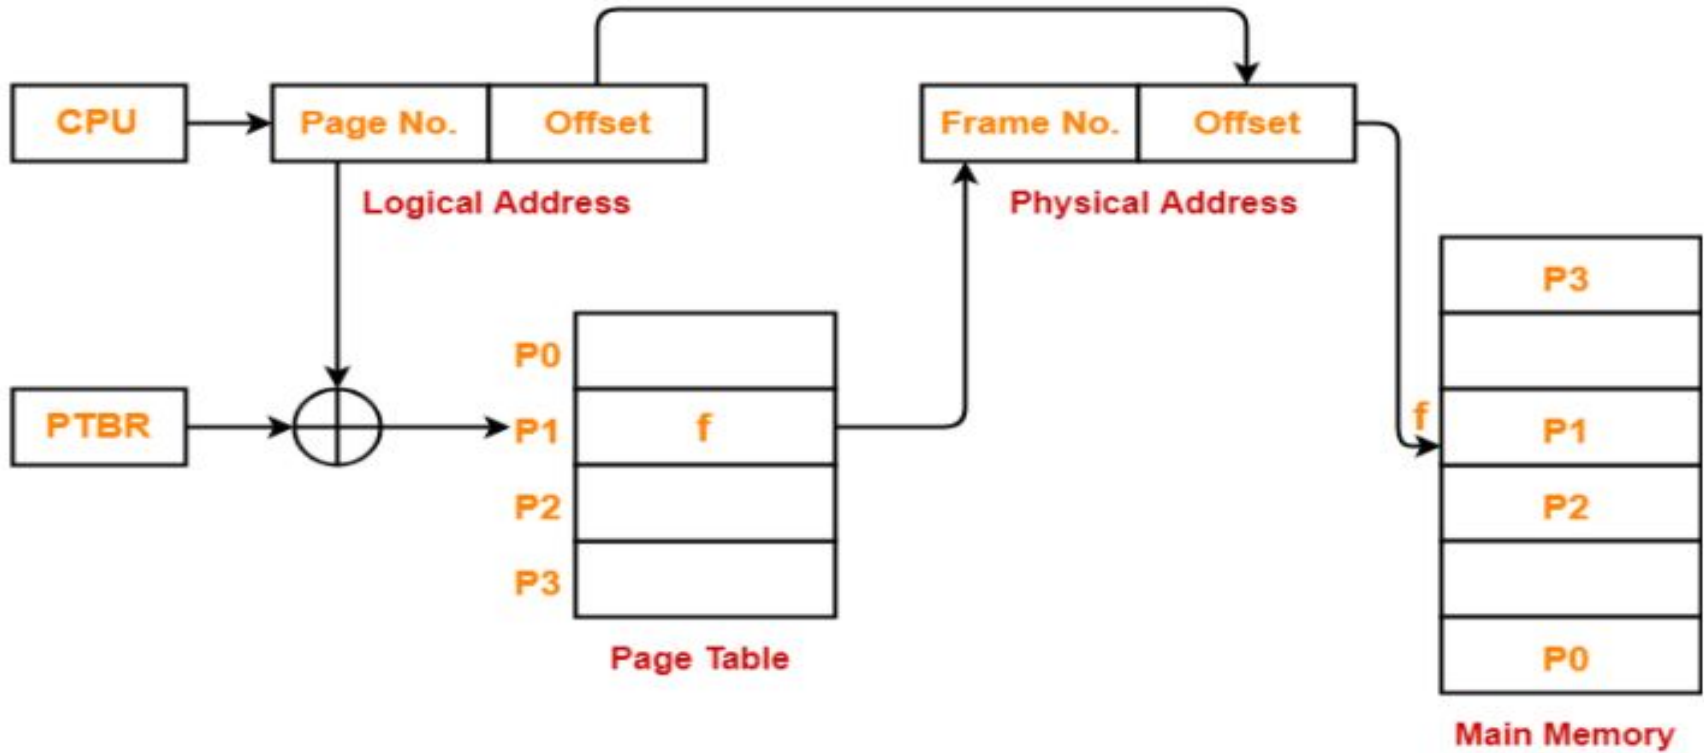 CPU
Page No.
Offset
Frame No.
Offset
Logical Address
Physical Address
P3
P0
PTBR
P1
f
f
P1
P2
P2
P3
Page Table
P0
Main Memory